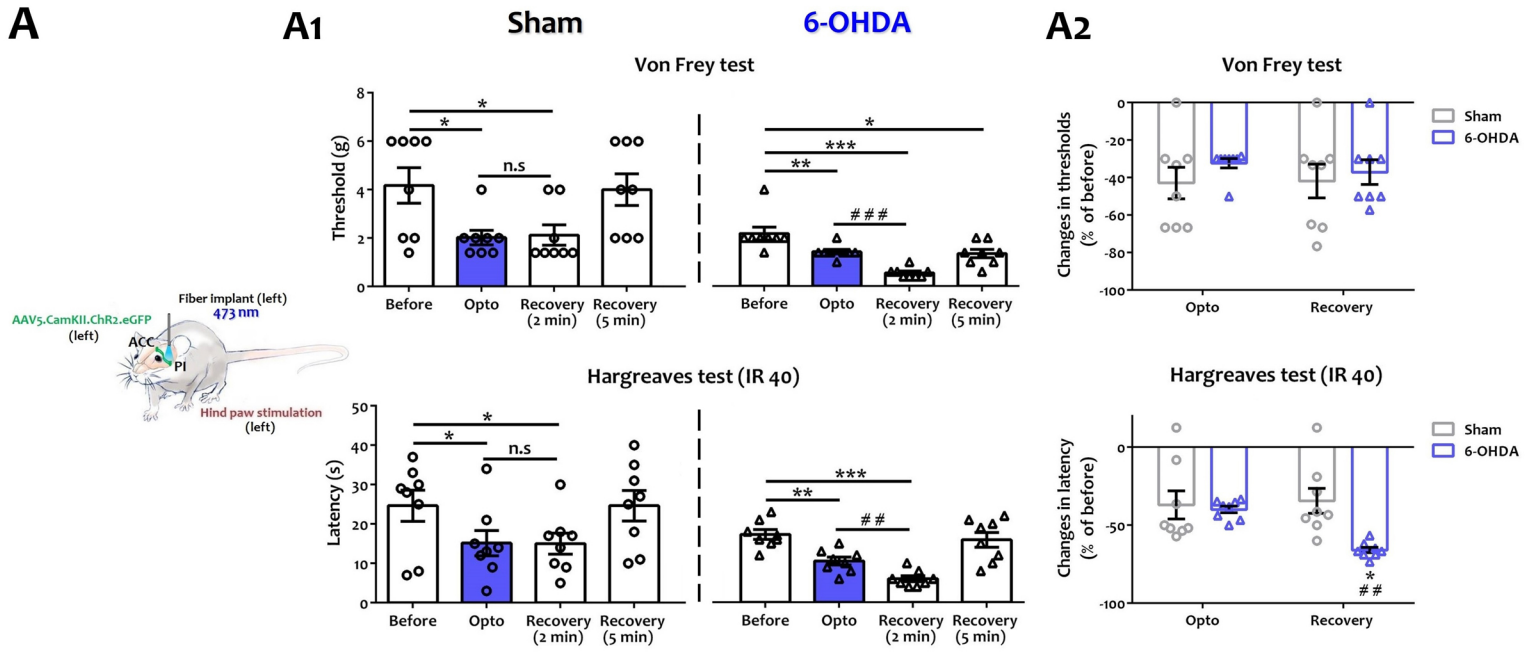 A
A1
Sham
6-OHDA
A2
Von Frey test
Threshold (g)
8
6
4
2
0
*
*
n.s
*
***
**
###
Before
Opto
Recovery
(2 min)
Recovery
(5 min)
Before
Opto
Recovery
(2 min)
Recovery
(5 min)
Von Frey test
Changes in thresholds
(% of before)
0
-20
-40
-60
-80
-100
Opto
Recovery
Sham
6-OHDA
Fiber implant (left)
473 nm
AAV5.CamKII.ChR2.eGFP
(left)
ACC
PI
Hind paw stimulation
(left)
Hargreaves test (IR 40)
Latency (s)
50
40
30
20
10
0
*
*
n.s
***
**
##
Before
Opto
Recovery
(2 min)
Recovery
(5 min)
Before
Opto
Recovery
(2 min)
Recovery
(5 min)
Hargreaves test (IR 40)
Changes in latency
(% of before)
0
-50
-100
*
##
Opto
Recovery
Sham
6-OHDA